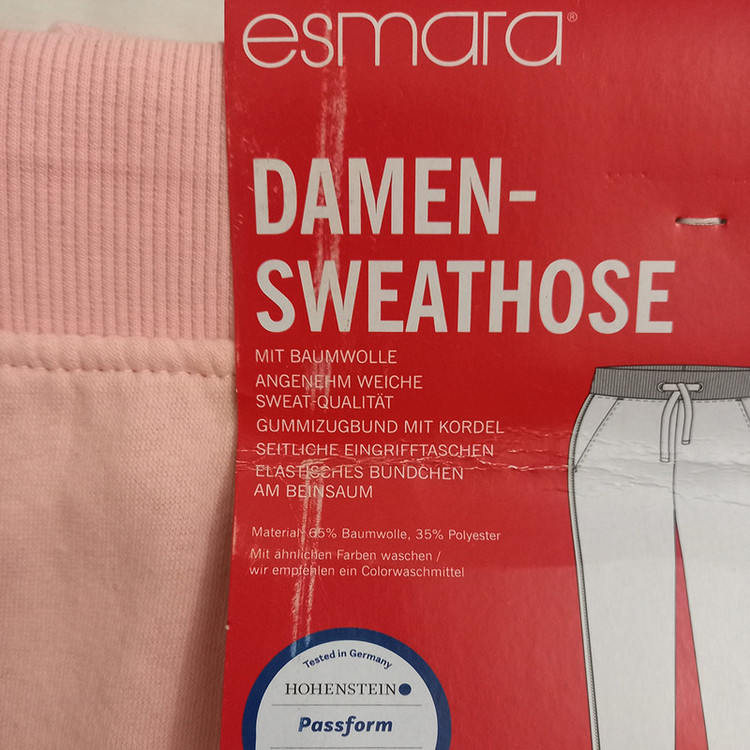 esmara®
DAMEN-
SWEATHOSE
MIT BAUMWOLLE
ANGENEHM WEICHE
SWEAT-QUALITÄT
GUMMIZUGBUND MIT KORDEL
SEITLICHE EINGRIFFTASCHEN
ELASTISCHES BÜNDCHEN
AM BEINSAUM
Material: 65% Baumwolle, 35% Polyester
Mit ähnlichen Farben waschen /
wir empfehlen ein Colorwaschmittel
Tested in Germany
HOHENSTEIN
Passform